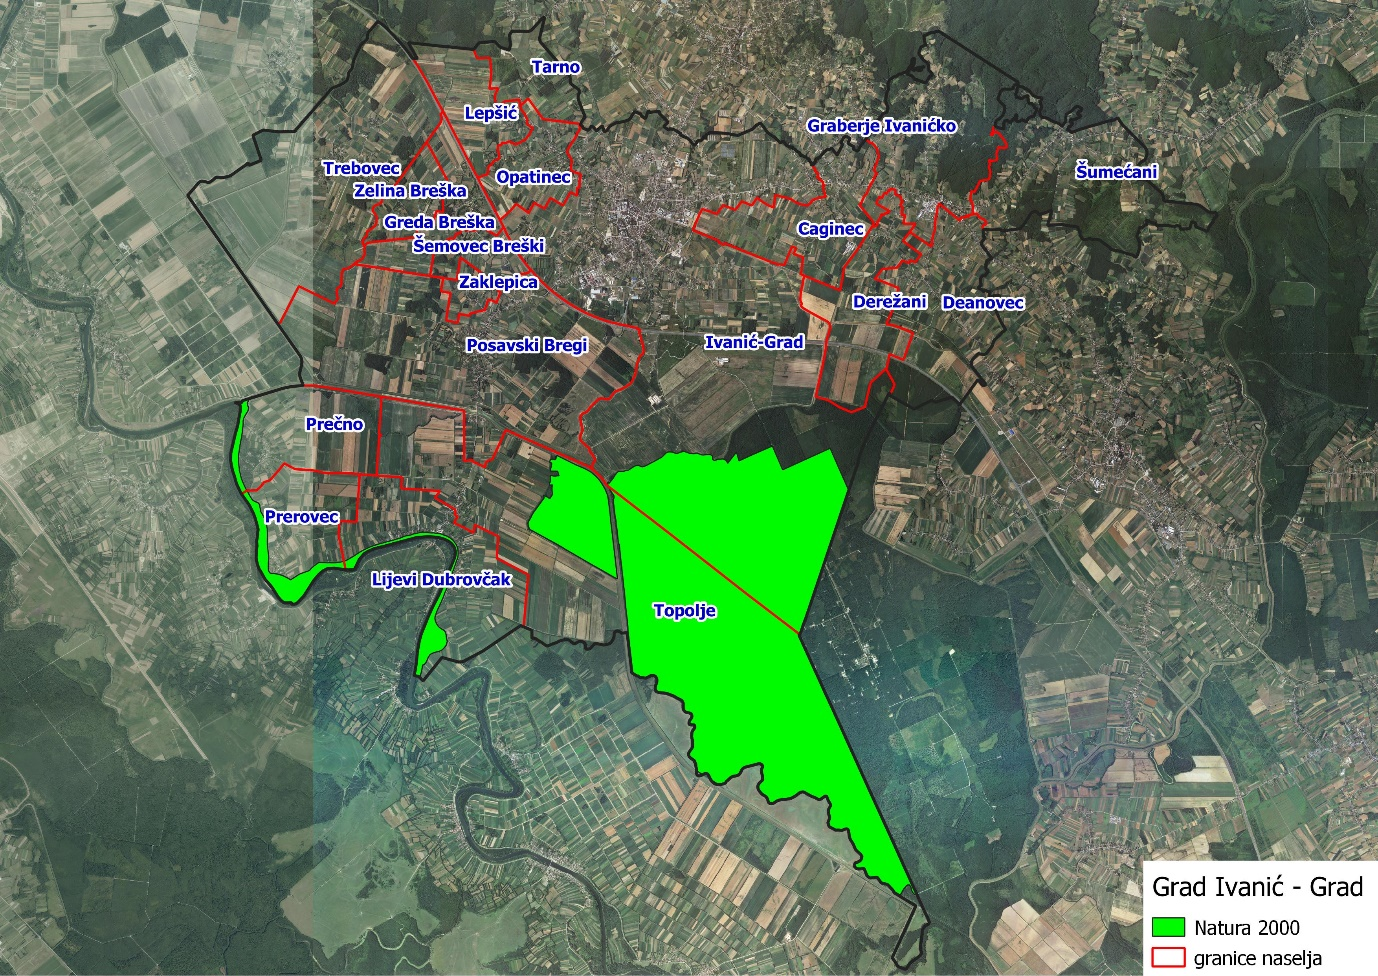 Tarno
Lepšić
Graberje Ivanićko
Trebovec
Opatinec
Šumećani
Zelina Breška
Greda Breška
Caginec
Šemovec Breški
Zaklepica
Derežani
Deanovec
Posavski Bregi
Ivanić-Grad
Prečno
Prerovec
Lijevi Dubrovčak
Topolje
Grad Ivanić - Grad
Natura 2000
granice naselja